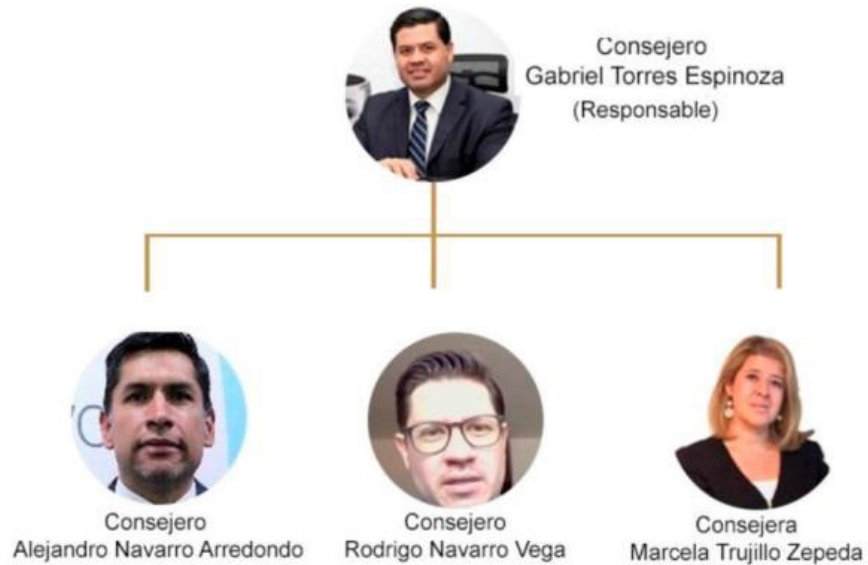 Consejero
Gabriel Torres Espinoza
(Responsable)
Consejero
Alejandro Navarro Arredondo
Consejero
Rodrigo Navarro Vega
Consejera
Marcela Trujillo Zepeda